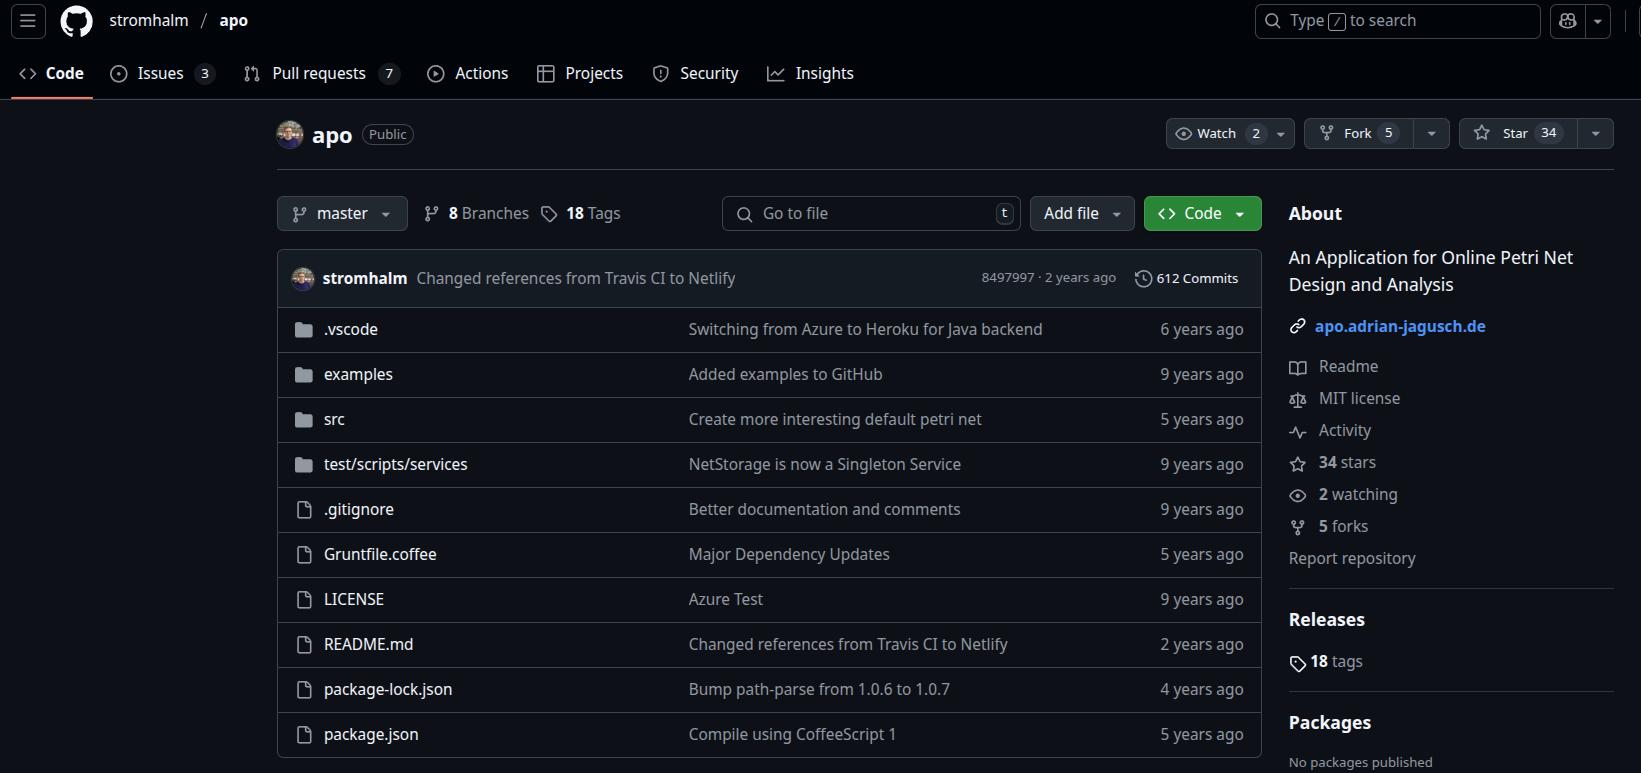 stromhalm / apo
Type / to search
Code
Issues 3
Pull requests 7
Actions
Projects
Security
Insights
apo Public
Watch 2
Fork 5
Star 34
master
8 Branches
18 Tags
Go to file t
Add file
Code
stromhalm Changed references from Travis CI to Netlify 8497997 · 2 years ago 612 Commits
.vscode Switching from Azure to Heroku for Java backend 6 years ago
examples Added examples to GitHub 9 years ago
src Create more interesting default petri net 5 years ago
test/scripts/services NetStorage is now a Singleton Service 9 years ago
.gitignore Better documentation and comments 9 years ago
Gruntfile.coffee Major Dependency Updates 5 years ago
LICENSE Azure Test 9 years ago
README.md Changed references from Travis CI to Netlify 2 years ago
package-lock.json Bump path-parse from 1.0.6 to 1.0.7 4 years ago
package.json Compile using CoffeeScript 1 5 years ago
About
An Application for Online Petri Net
Design and Analysis
apo.adrian-jagusch.de
Readme
MIT license
Activity
34 stars
2 watching
5 forks
Report repository
Releases
18 tags
Packages
No packages published